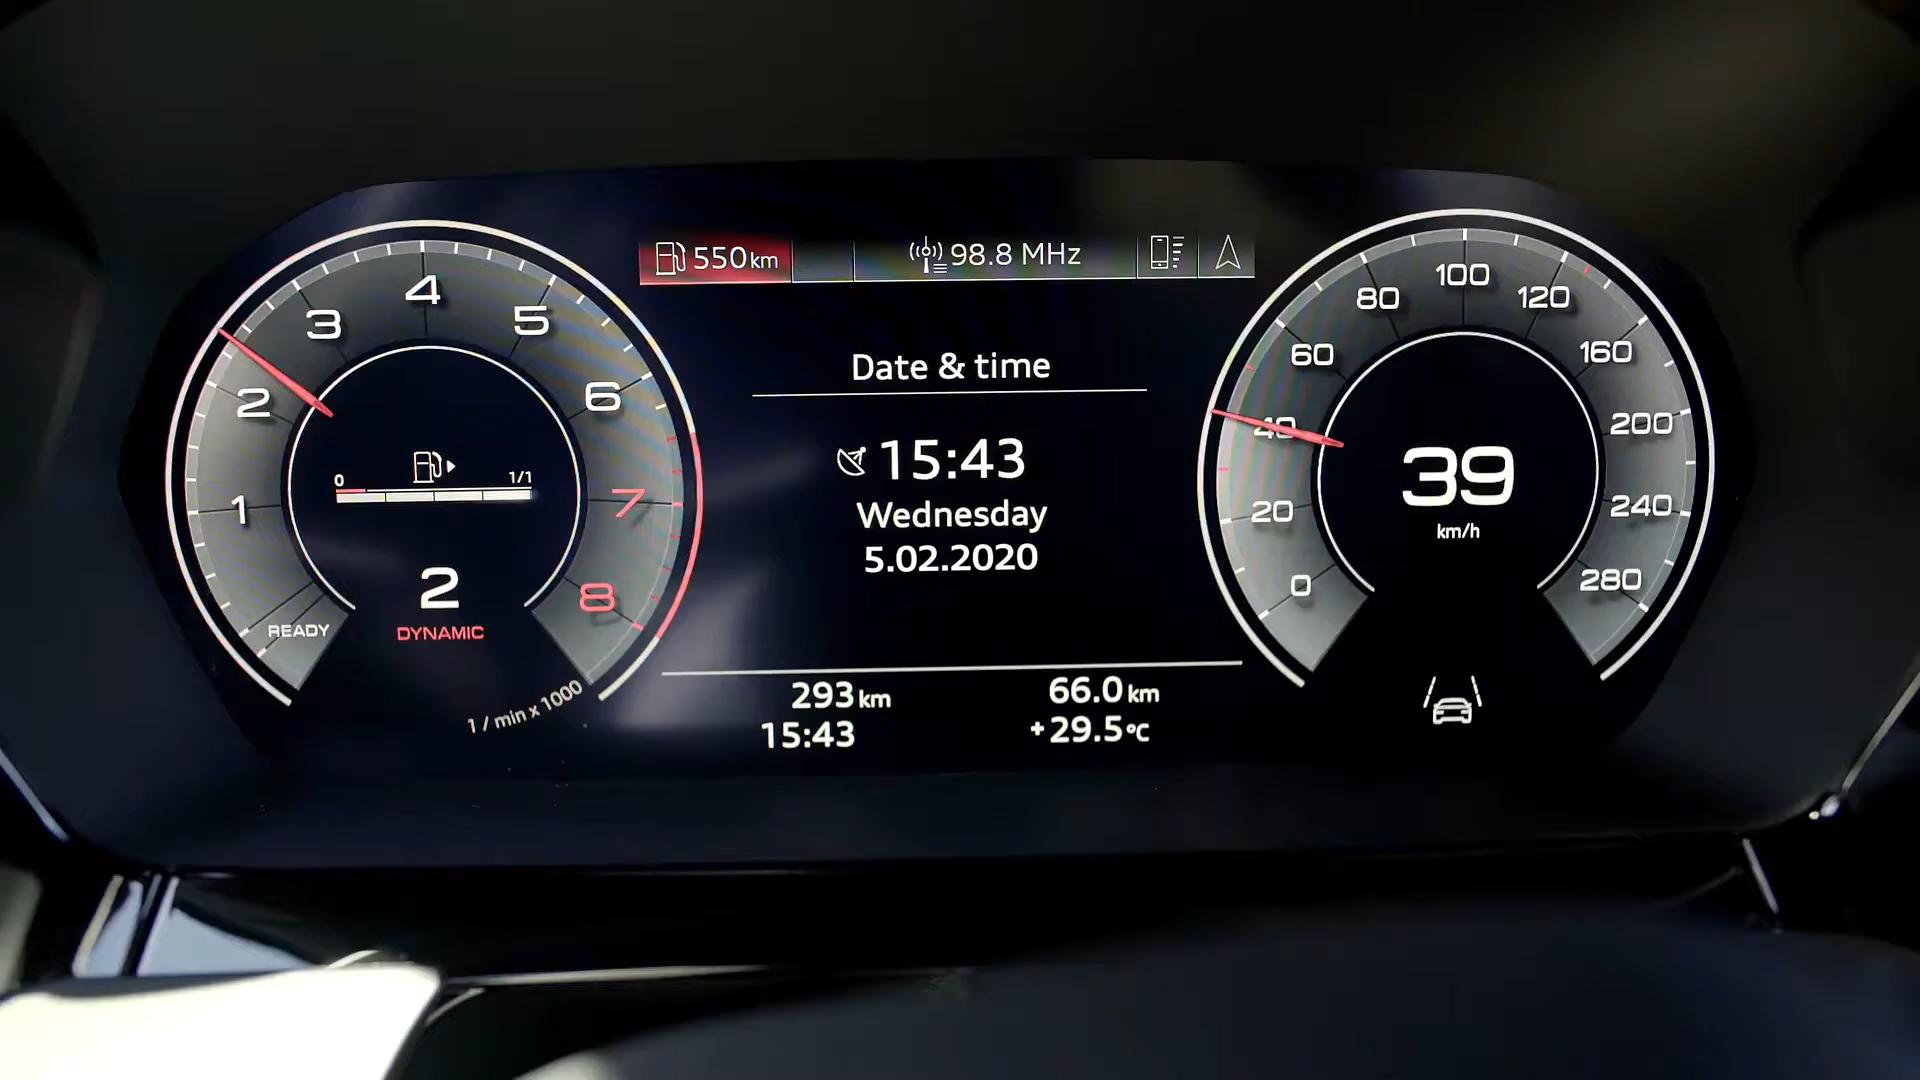 550 km
98.8 MHz
1
2
3
4
5
6
7
8
READY
0 1/1
2
DYNAMIC
1 / min x 1000
Date & time
15:43
Wednesday
5.02.2020
293 km 66.0 km
15:43 +29.5 °C
0
20
40
60
80
100
120
160
200
240
280
39
km/h